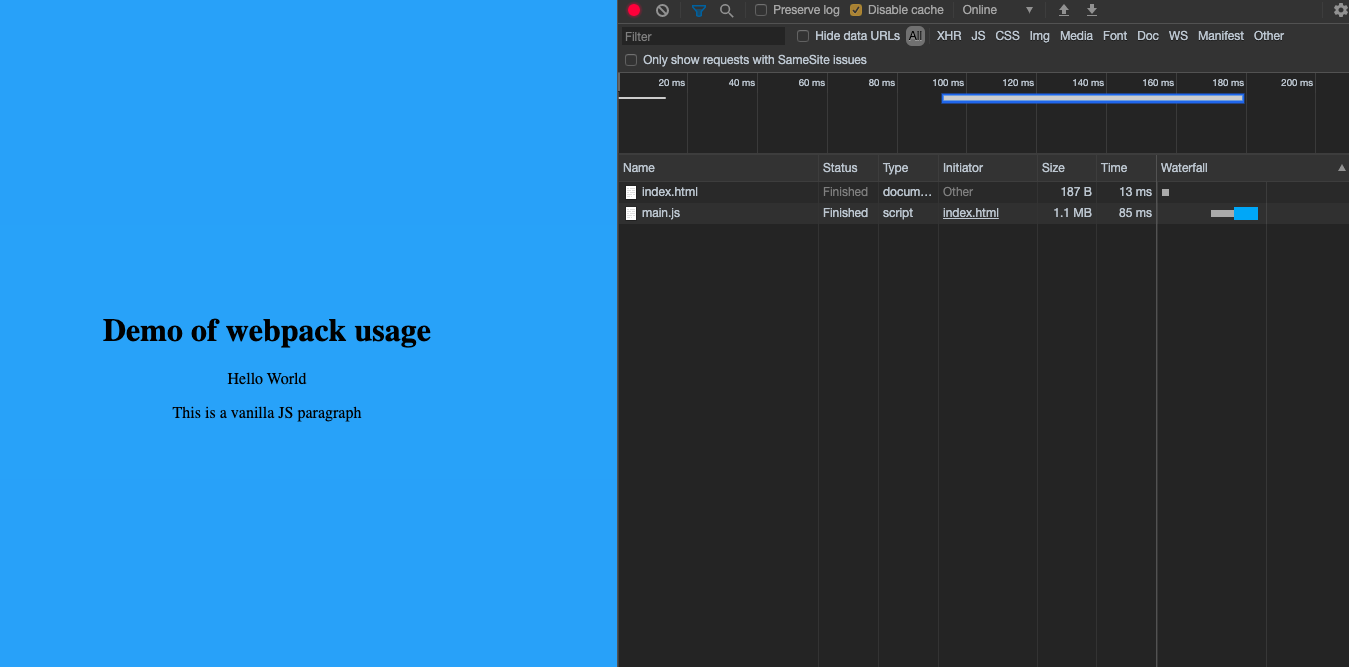 Demo of webpack usage
Hello World
This is a vanilla JS paragraph
Preserve log Disable cache Online
Filter Hide data URLs All XHR JS CSS Img Media Font Doc WS Manifest Other
Only show requests with SameSite issues
20 ms 40 ms 60 ms 80 ms 100 ms 120 ms 140 ms 160 ms 180 ms 200 ms
Name Status Type Initiator Size Time Waterfall
index.html Finished docum... Other 187 B 13 ms
main.js Finished script index.html 1.1 MB 85 ms